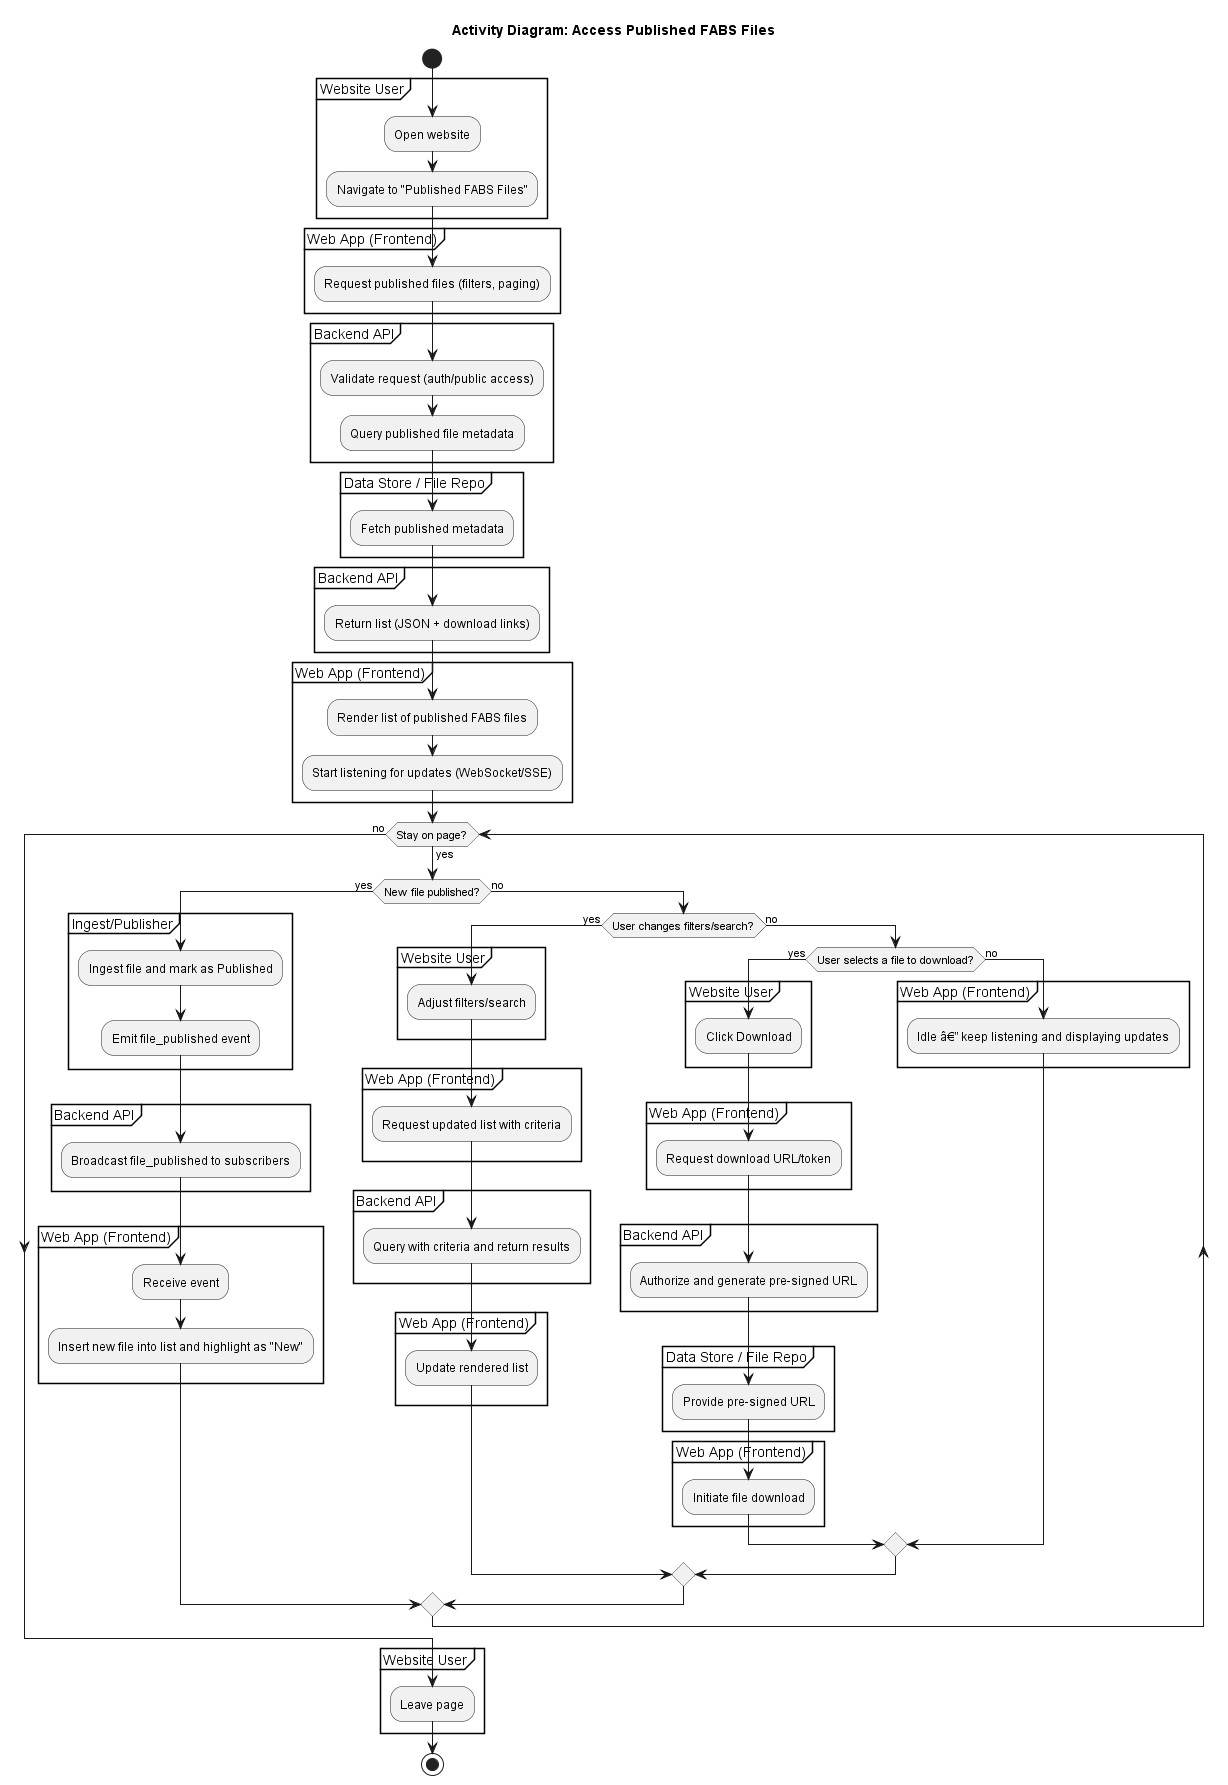 Activity Diagram: Access Published FABS Files
Website User
Open website
Navigate to "Published FABS Files"
Web App (Frontend)
Request published files (filters, paging)
Backend API
Validate request (auth/public access)
Query published file metadata
Data Store / File Repo
Fetch published metadata
Backend API
Return list (JSON + download links)
Web App (Frontend)
Render list of published FABS files
Start listening for updates (WebSocket/SSE)
no
Stay on page?
yes
yes
New file published?
no
Ingest/Publisher
Ingest file and mark as Published
Emit file_published event
Backend API
Broadcast file_published to subscribers
Web App (Frontend)
Receive event
Insert new file into list and highlight as "New"
yes
User changes filters/search?
no
Website User
Adjust filters/search
Web App (Frontend)
Request updated list with criteria
Backend API
Query with criteria and return results
Web App (Frontend)
Update rendered list
yes
User selects a file to download?
no
Website User
Click Download
Web App (Frontend)
Request download URL/token
Backend API
Authorize and generate pre-signed URL
Data Store / File Repo
Provide pre-signed URL
Web App (Frontend)
Initiate file download
Web App (Frontend)
Idle â€” keep listening and displaying updates
Website User
Leave page